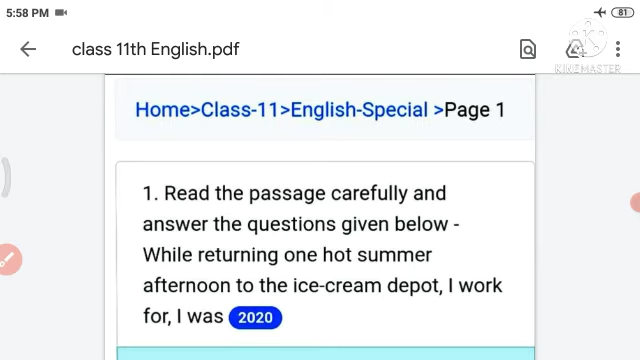 5:58 PM
81
class 11th English.pdf
KINEMASTER
Home>Class-11>English-Special >Page 1
1. Read the passage carefully and
answer the questions given below -
While returning one hot summer
afternoon to the ice-cream depot, I work
for, I was 2020